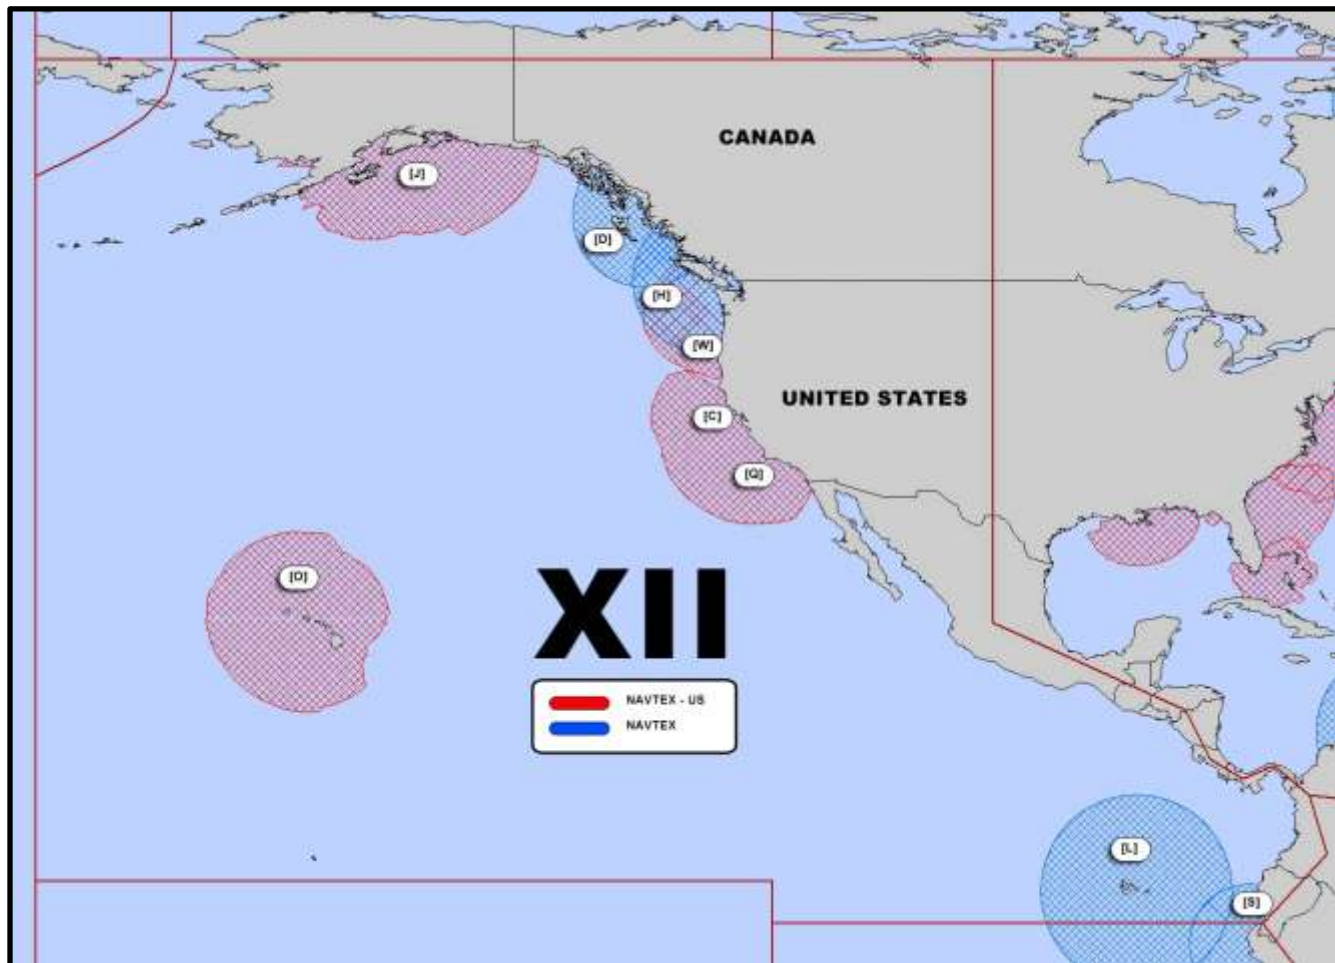 CANADA
[J]
[D]
[H]
[W]
UNITED STATES
[C]
[Q]
[O]
XII
NAVTEX - US
NAVTEX
[L]
[S]